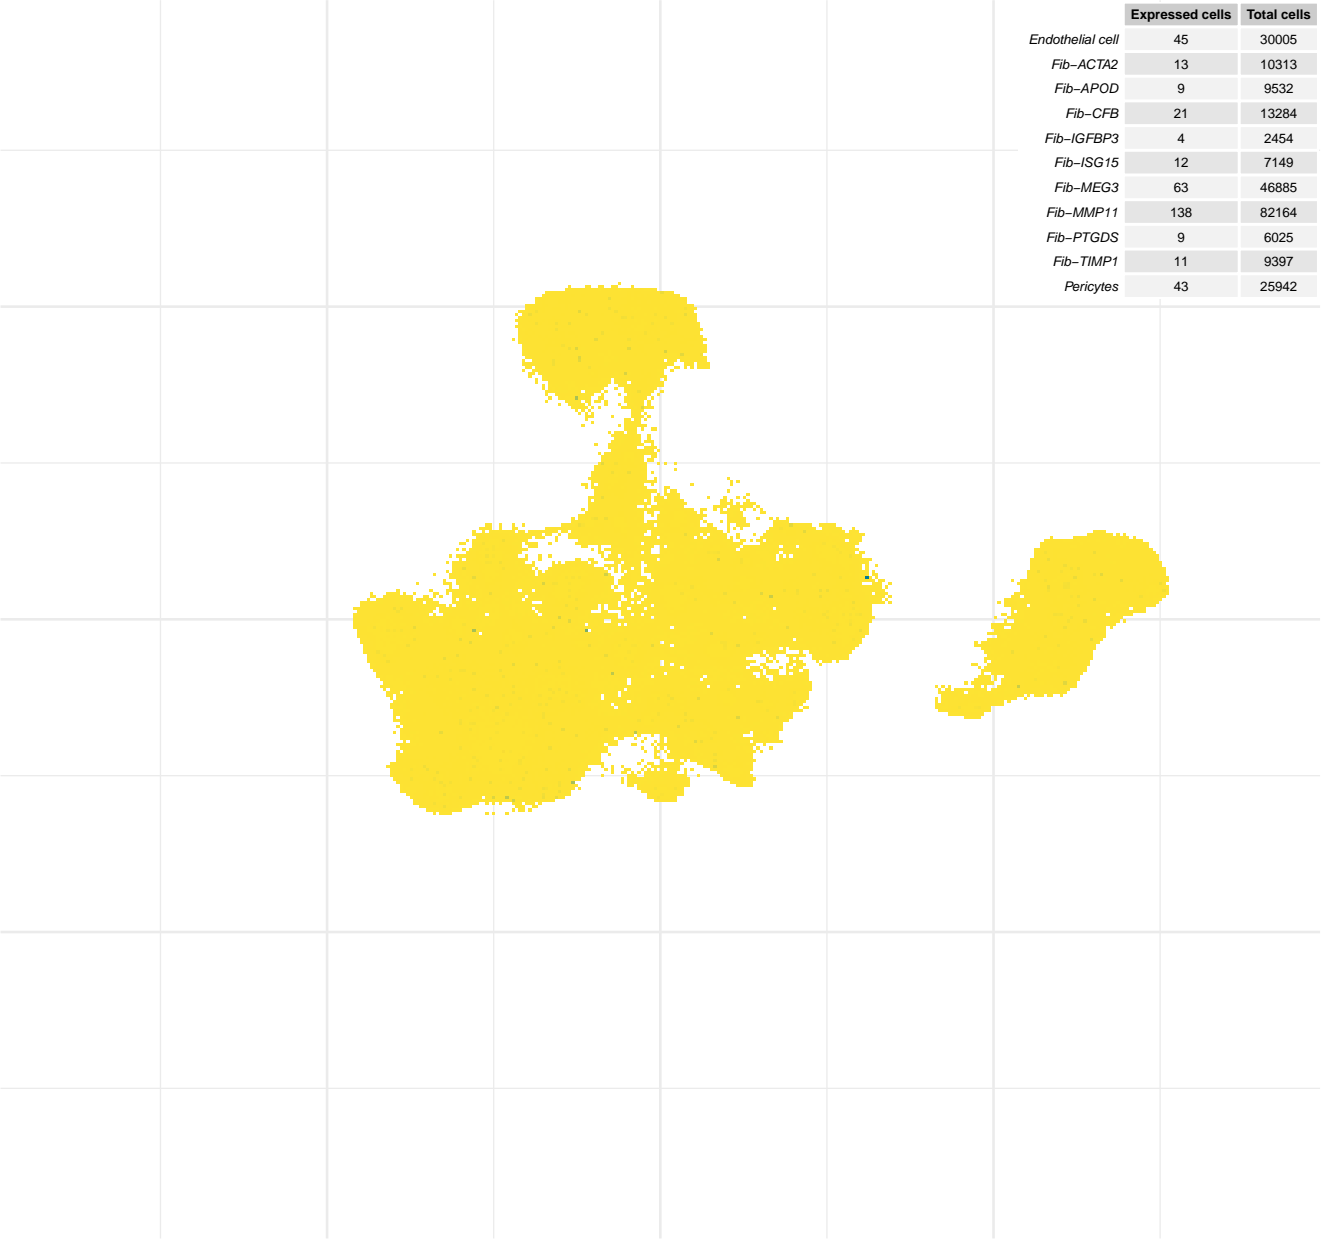 Expressed cells Total cells
Endothelial cell 45 30005
Fib−ACTA2 13 10313
Fib−APOD 9 9532
Fib−CFB 21 13284
Fib−IGFBP3 4 2454
Fib−ISG15 12 7149
Fib−MEG3 63 46885
Fib−MMP11 138 82164
Fib−PTGDS 9 6025
Fib−TIMP1 11 9397
Pericytes 43 25942